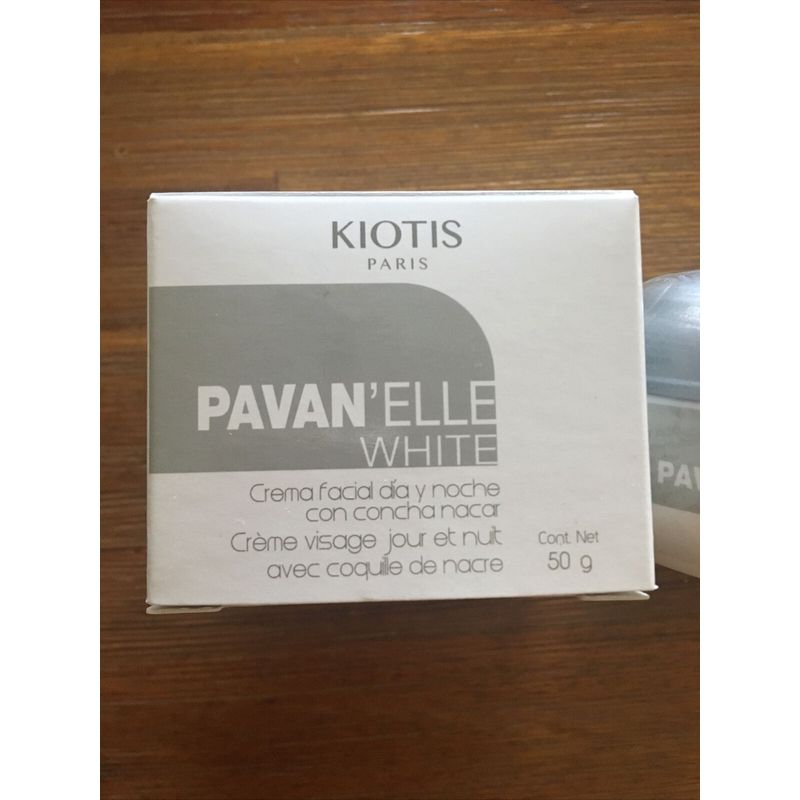 KIOTIS
PARIS
PAVAN'ELLE
WHITE
Crema facial día y noche
con concha nacar
Crème visage jour et nuit
avec coquille de nacre
Cont. Net
50 g
PAV